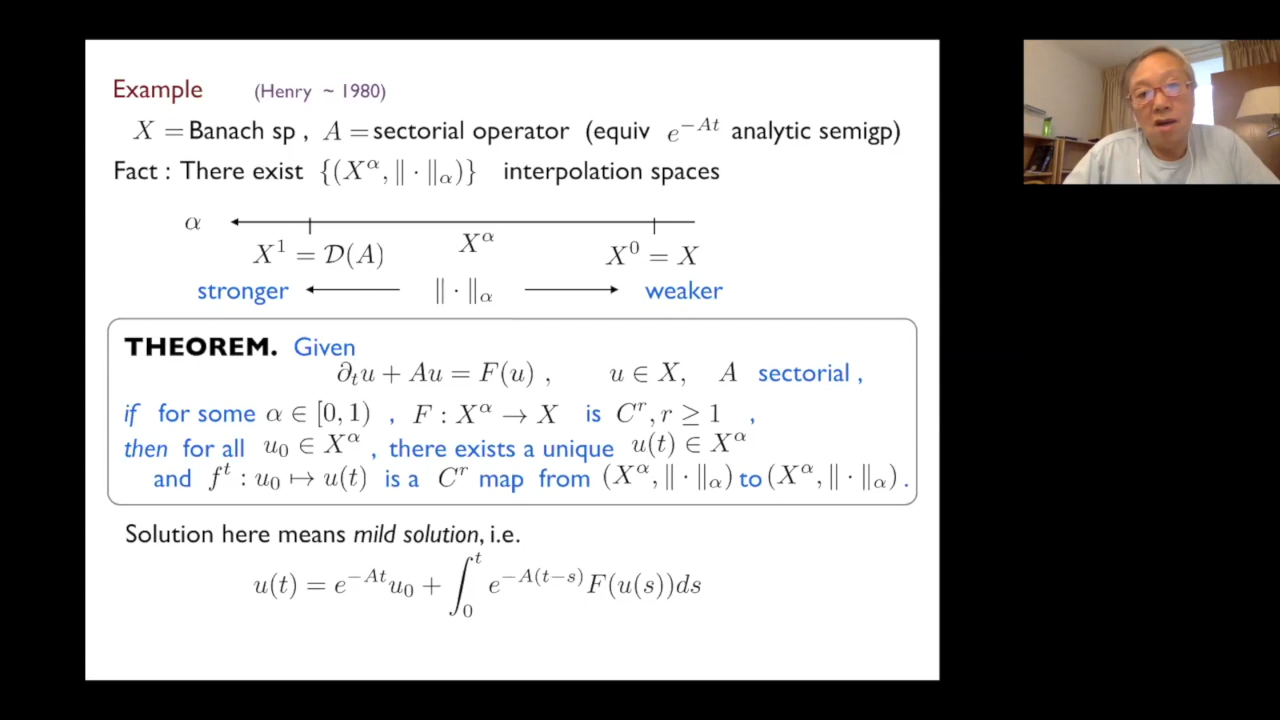 Example (Henry ~ 1980)
X = Banach sp , A = sectorial operator (equiv e^{-At} analytic semigp)
Fact : There exist {(X^α, ‖ · ‖_α)} interpolation spaces
α
X^1 = 𝒟(A) X^α X^0 = X
stronger ‖ · ‖_α weaker
THEOREM. Given
∂_t u + Au = F(u) , u ∈ X, A sectorial ,
if for some α ∈ [0, 1) , F : X^α → X is C^r, r ≥ 1 ,
then for all u_0 ∈ X^α , there exists a unique u(t) ∈ X^α
and f^t : u_0 ↦ u(t) is a C^r map from (X^α, ‖ · ‖_α) to (X^α, ‖ · ‖_α) .
Solution here means mild solution, i.e.
u(t) = e^{-At}u_0 + ∫_0^t e^{-A(t-s)} F(u(s))ds